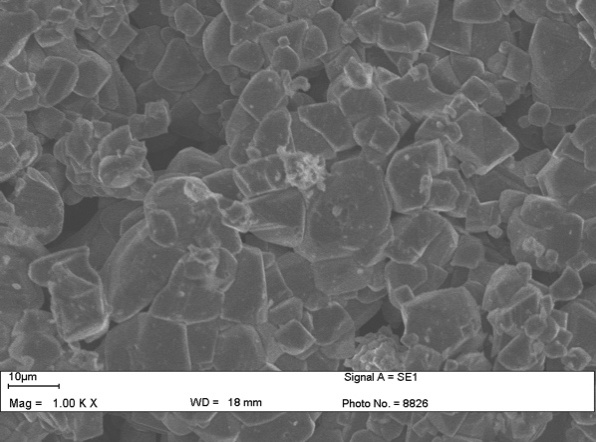 10µm
Signal A = SE1
Mag = 1.00 K X
WD = 18 mm
Photo No. = 8826